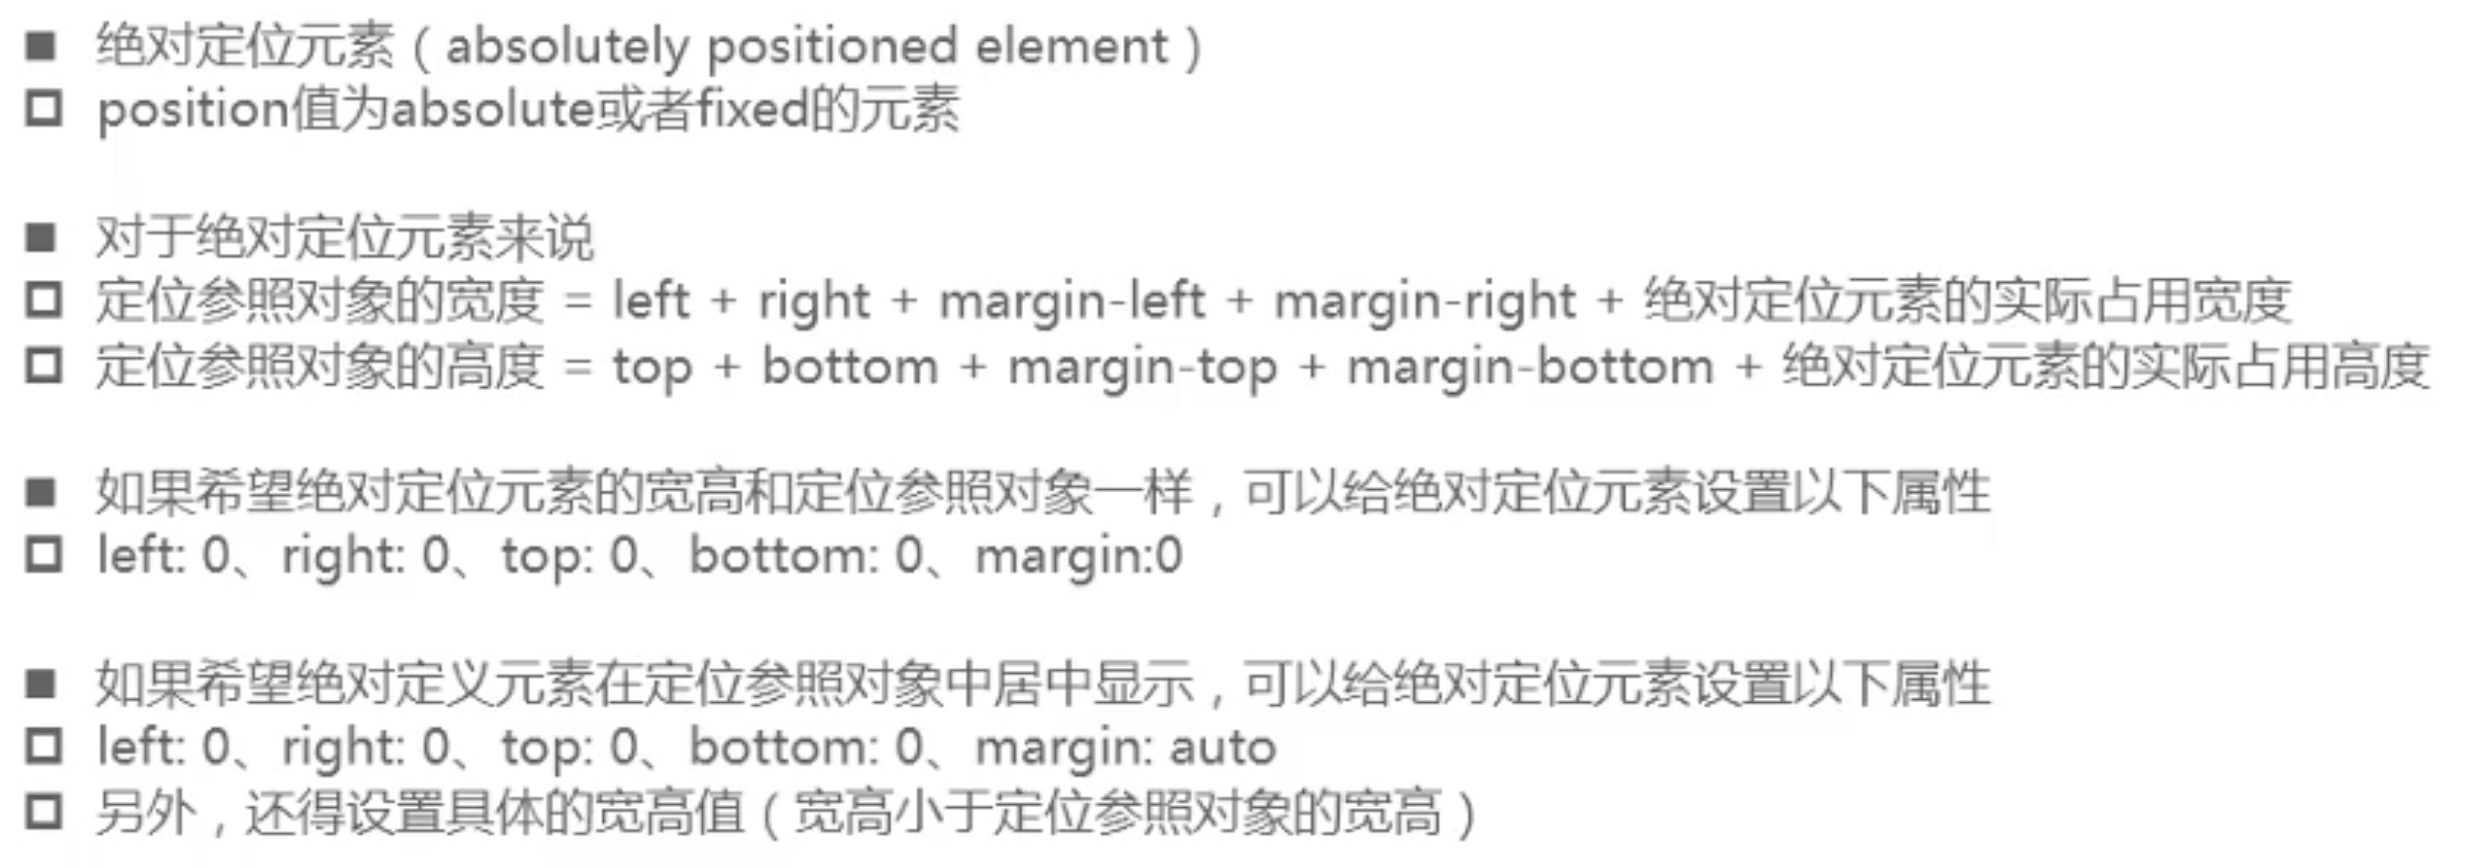 ■ 绝对定位元素（absolutely positioned element）
□ position值为absolute或者fixed的元素
■ 对于绝对定位元素来说
□ 定位参照对象的宽度 = left + right + margin-left + margin-right + 绝对定位元素的实际占用宽度
□ 定位参照对象的高度 = top + bottom + margin-top + margin-bottom + 绝对定位元素的实际占用高度
■ 如果希望绝对定位元素的宽高和定位参照对象一样，可以给绝对定位元素设置以下属性
□ left: 0、right: 0、top: 0、bottom: 0、margin:0
■ 如果希望绝对定义元素在定位参照对象中居中显示，可以给绝对定位元素设置以下属性
□ left: 0、right: 0、top: 0、bottom: 0、margin: auto
□ 另外，还得设置具体的宽高值（宽高小于定位参照对象的宽高）